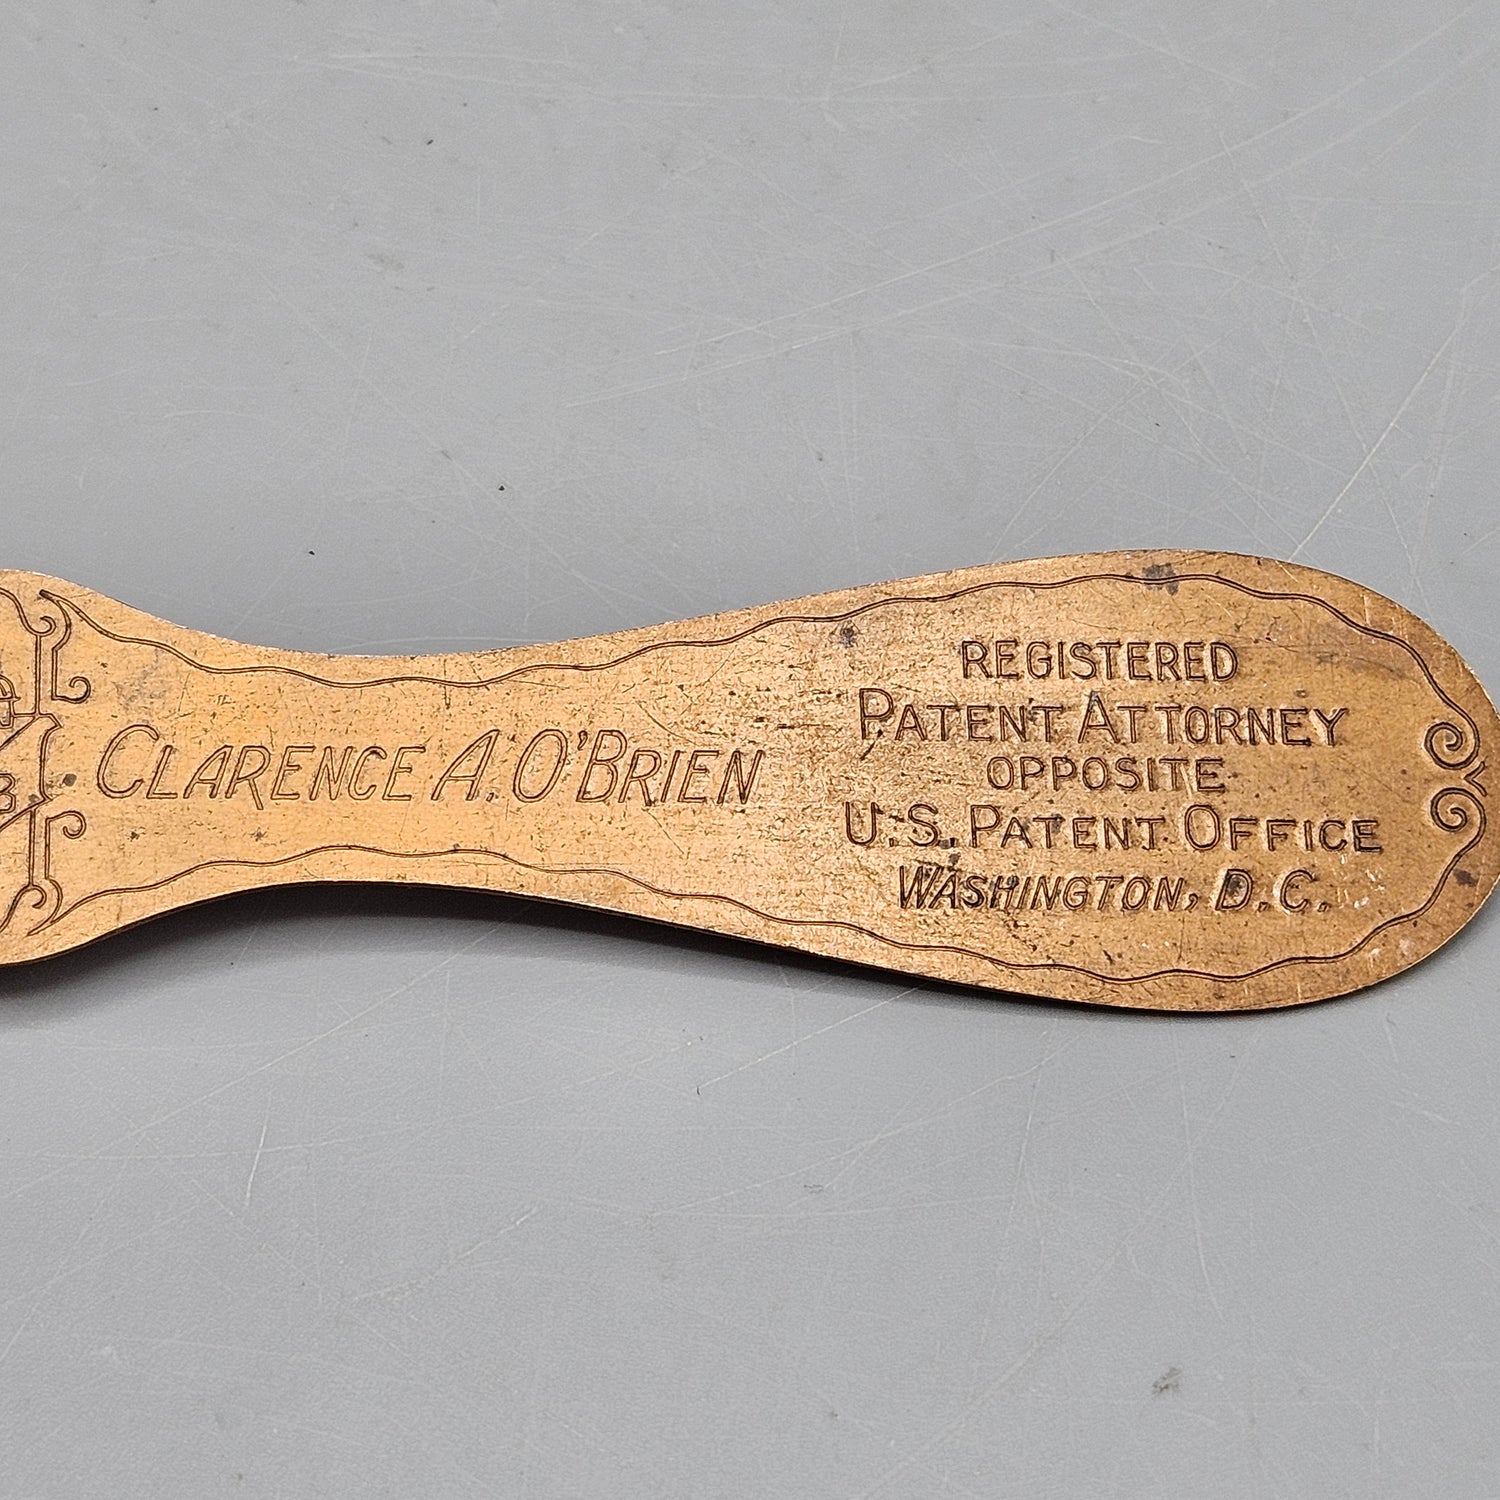 CLARENCE A. O'BRIEN
REGISTERED
PATENT ATTORNEY
OPPOSITE
U.S. PATENT OFFICE
WASHINGTON, D.C.